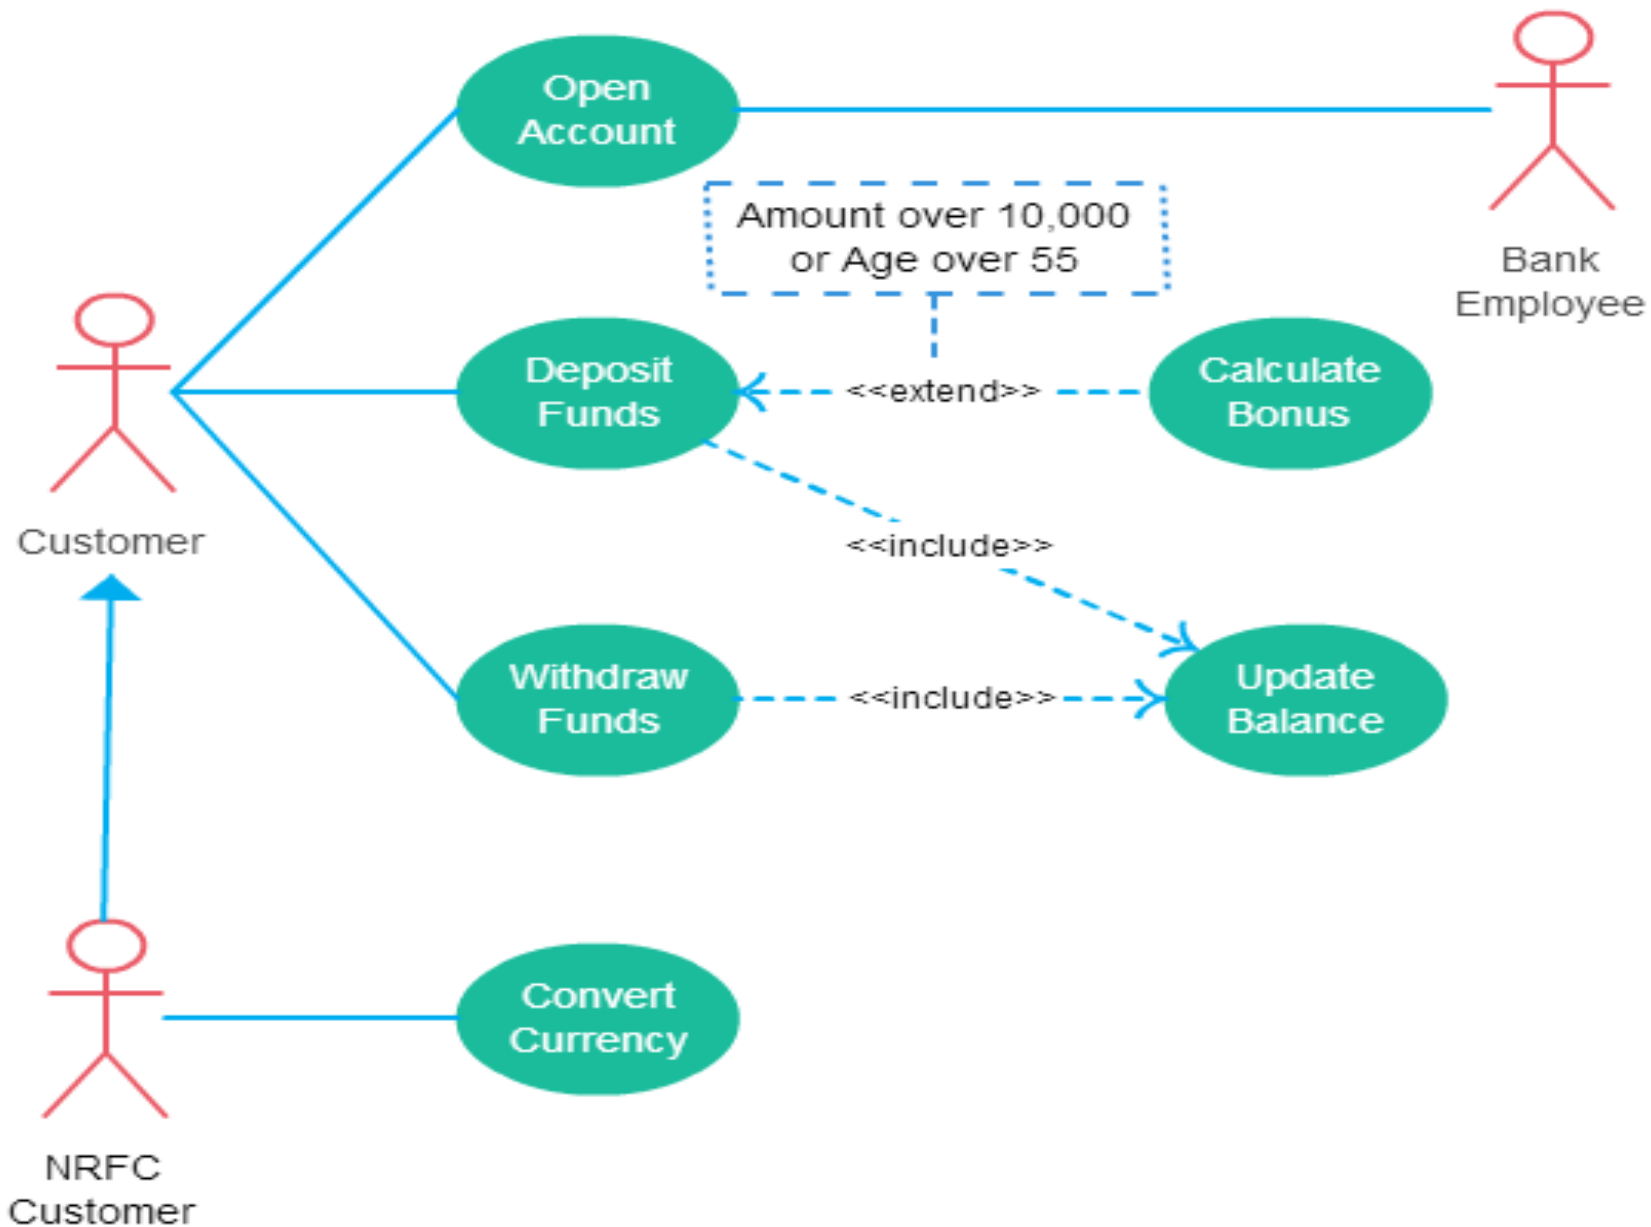 Open
Account
Amount over 10,000
or Age over 55
Bank
Employee
Deposit
Funds
<<extend>>
Calculate
Bonus
Customer
<<include>>
Withdraw
Funds
<<include>>
Update
Balance
Convert
Currency
NRFC
Customer